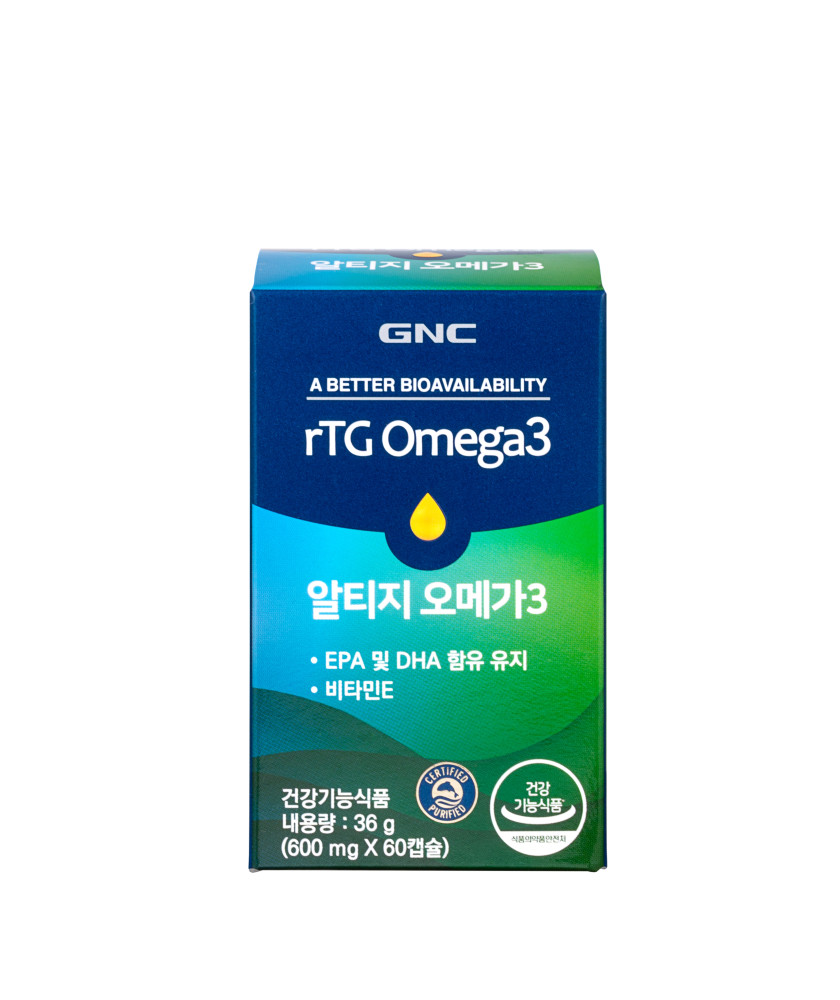 알티지 오메가3
GNC
A BETTER BIOAVAILABILITY
rTG Omega3
알티지 오메가3
• EPA 및 DHA 함유 유지
• 비타민E
건강기능식품
내용량 : 36 g
(600 mg X 60캡슐)
CERTIFIED
PURIFIED
건강
기능식품
식품의약품안전처